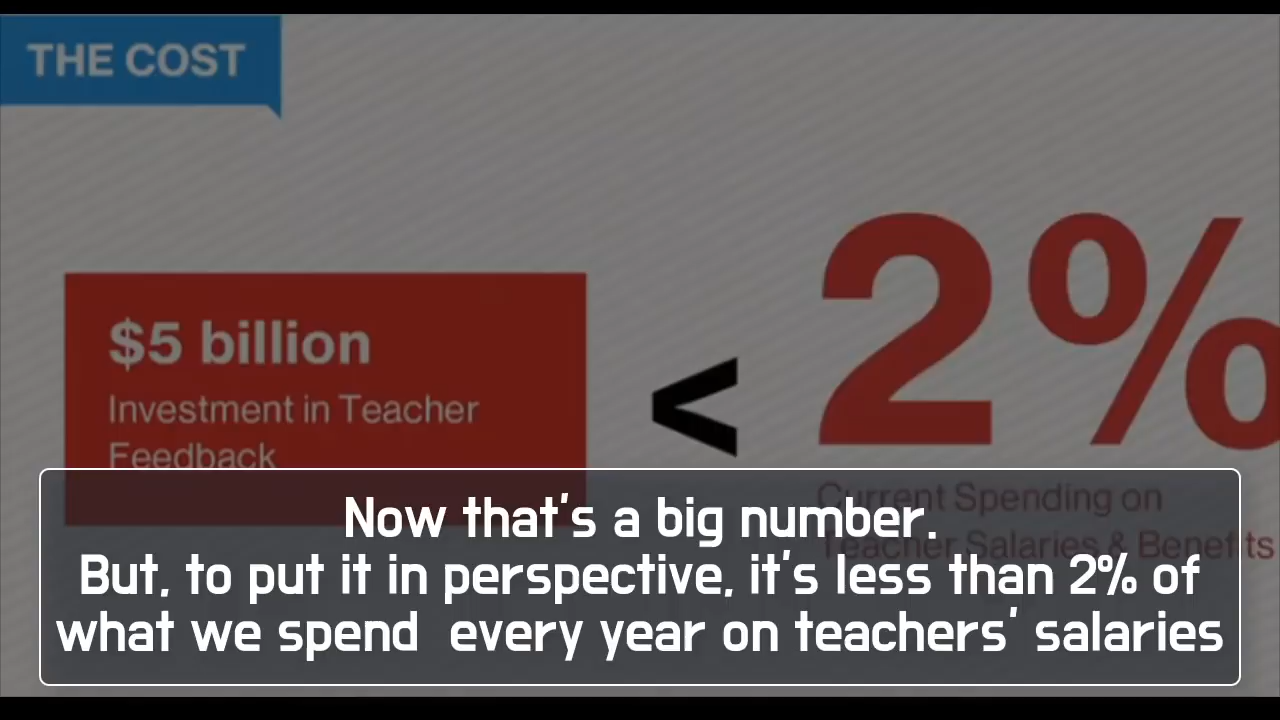 THE COST
$5 billion
Investment in Teacher
Feedback
<
2%
Current Spending on
Teacher Salaries & Benefits
Now that's a big number.
But, to put it in perspective, it's less than 2% of
what we spend every year on teachers' salaries